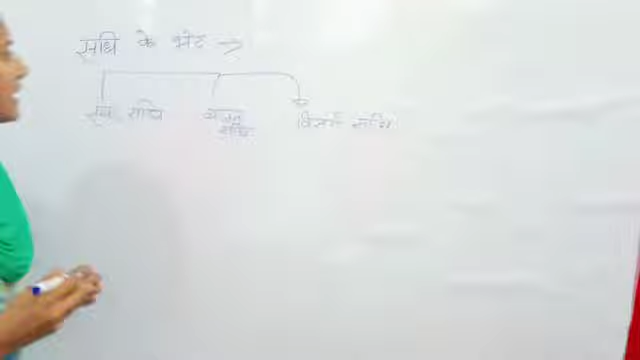 संधि के भेद →
स्वर संधि व्यंजन संधि विसर्ग संधि